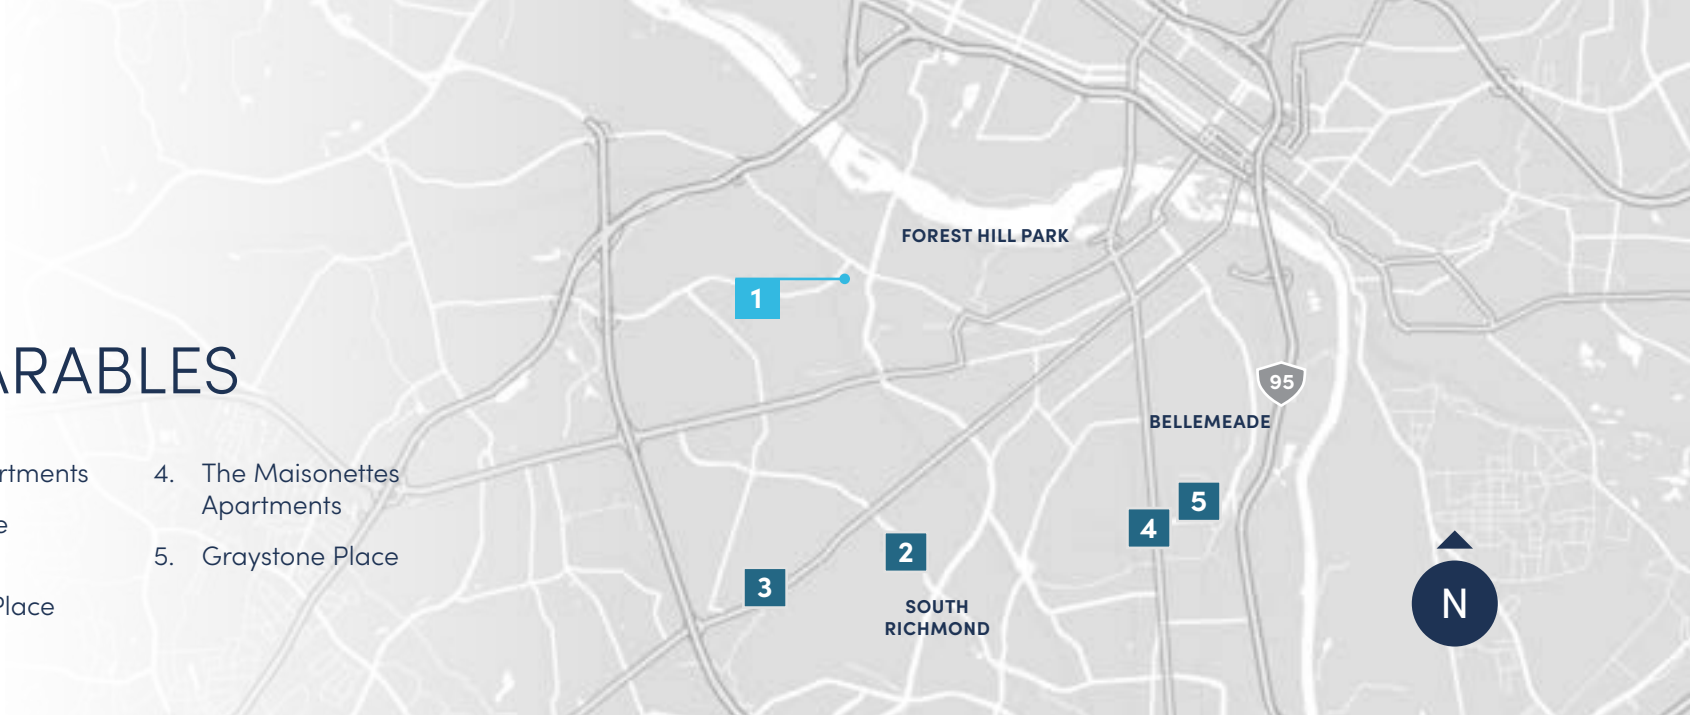 FOREST HILL PARK
1
ARABLES
95
BELLEMEADE
rtments
e
Place
4. The Maisonettes
Apartments
5. Graystone Place
5
4
2
3
SOUTH
RICHMOND
N